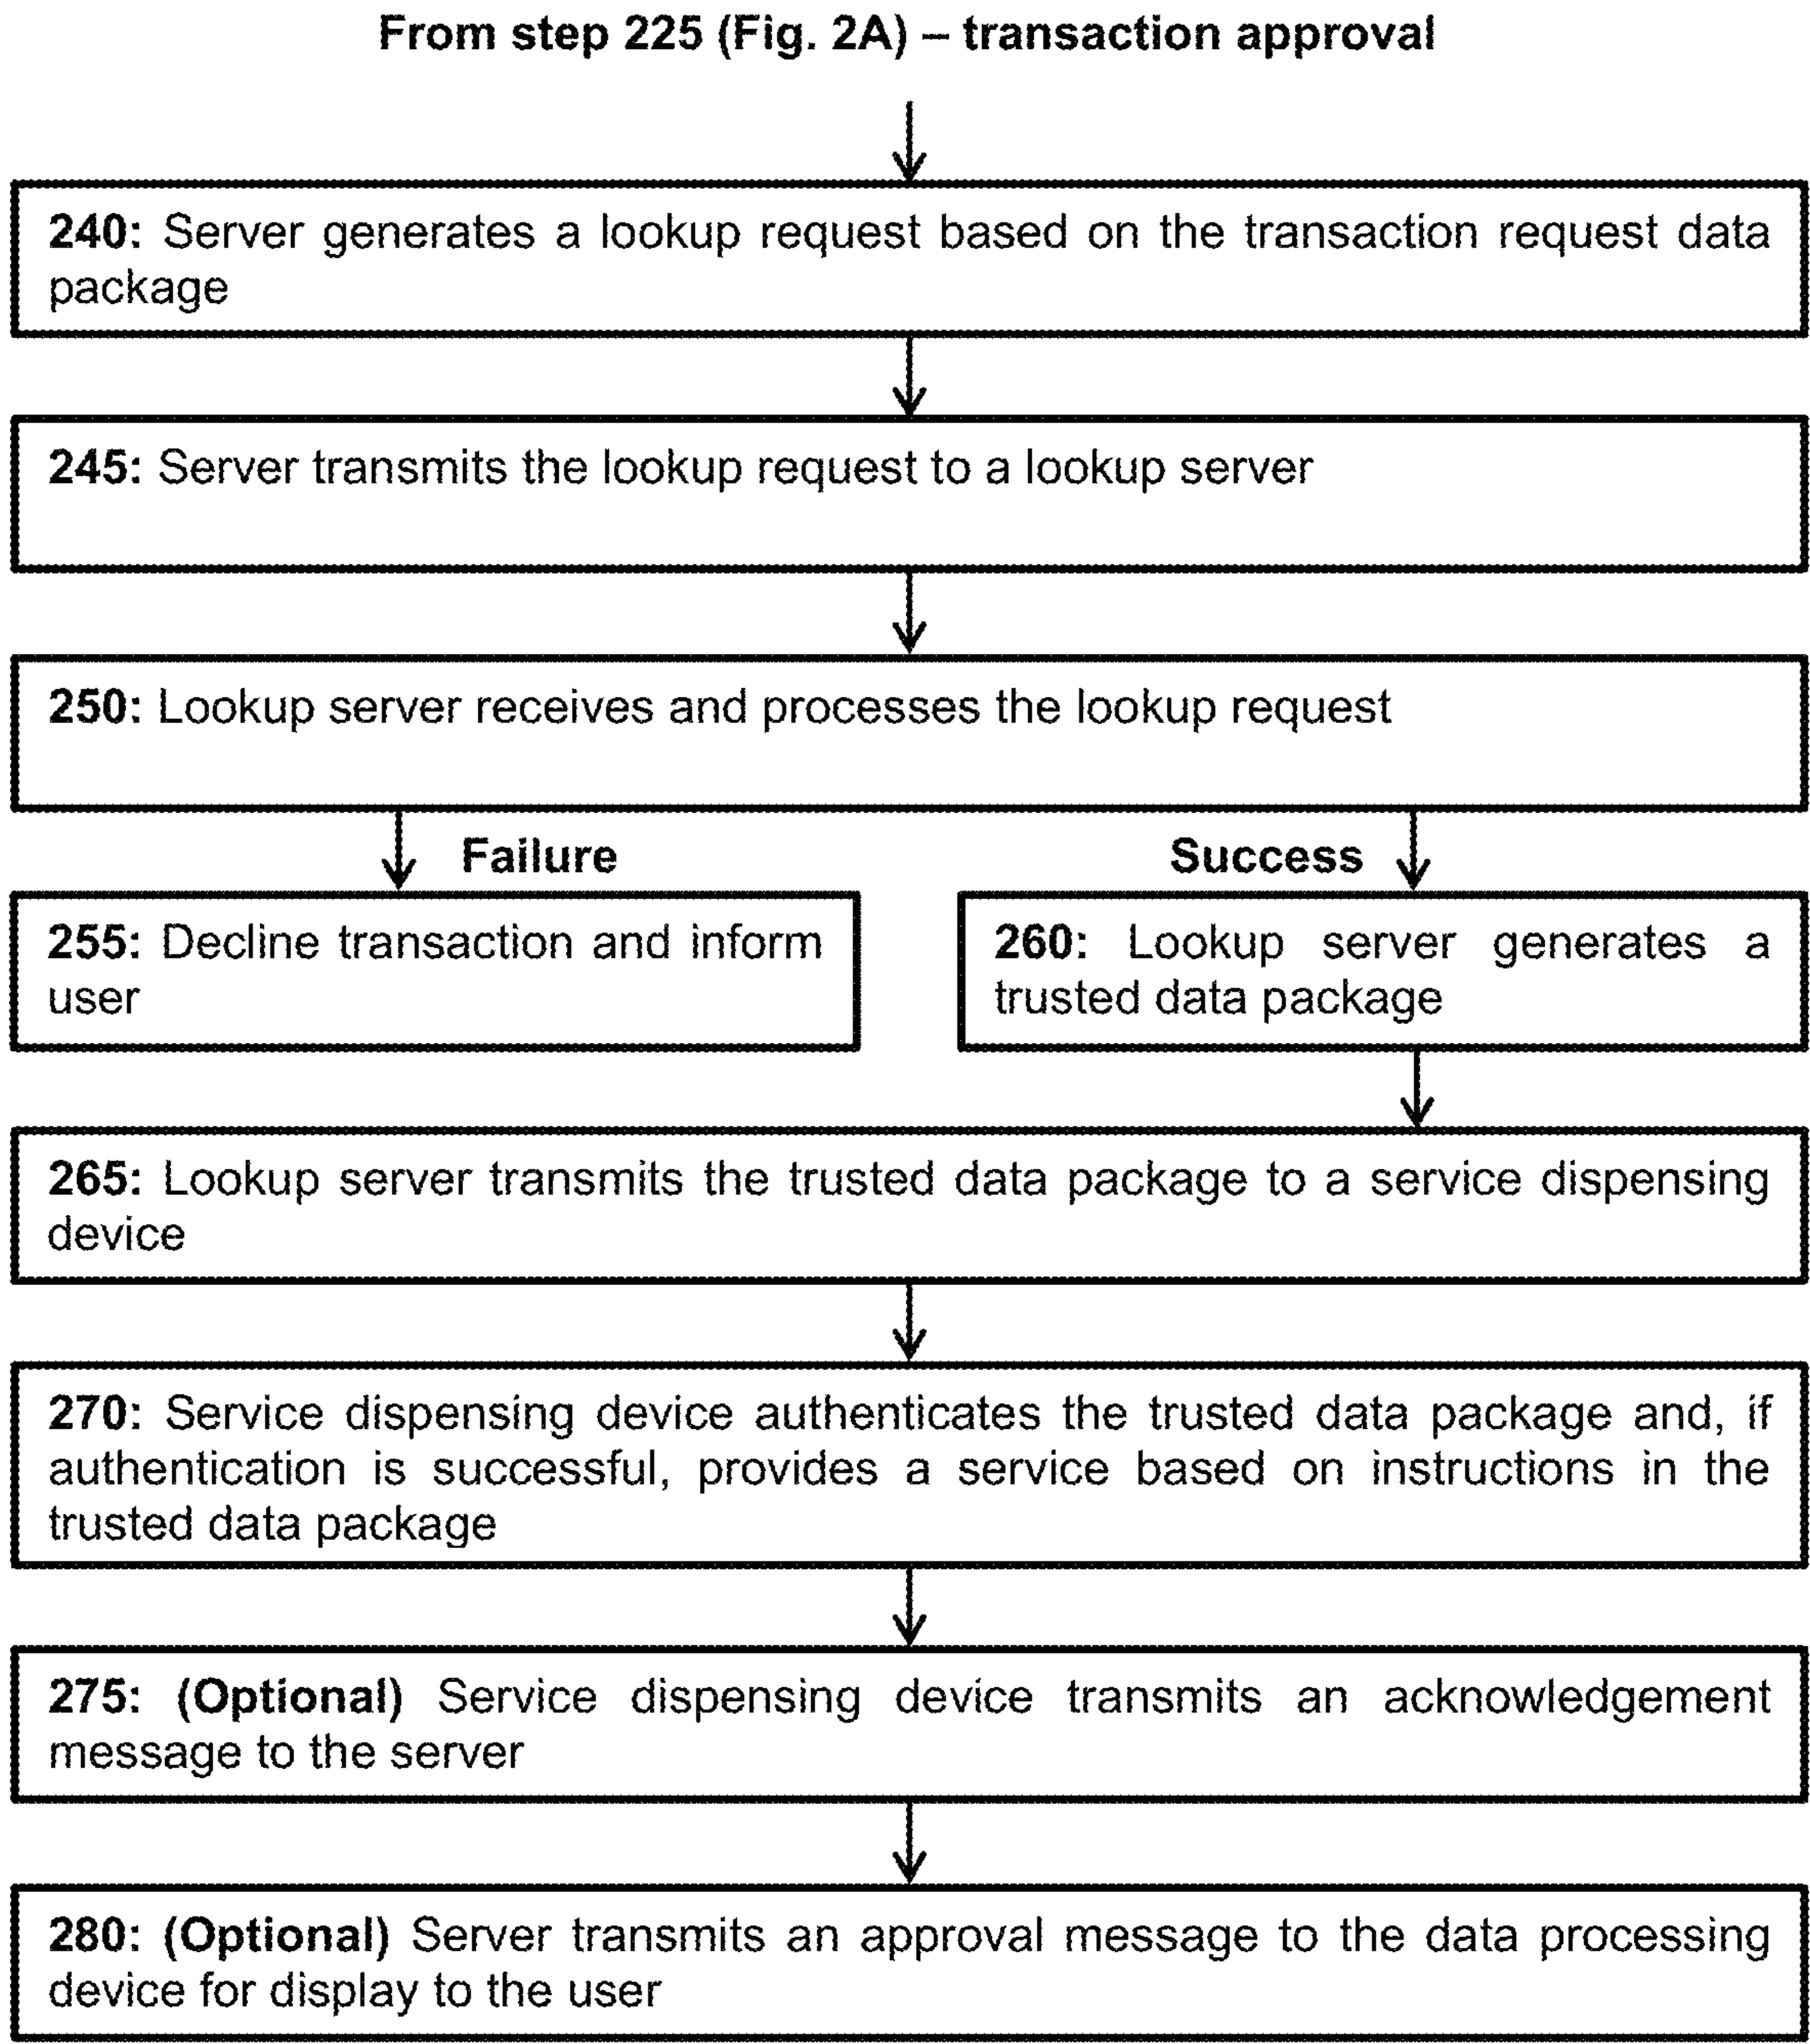 From step 225 (Fig. 2A) – transaction approval
240: Server generates a lookup request based on the transaction request data
package
245: Server transmits the lookup request to a lookup server
250: Lookup server receives and processes the lookup request
Failure
Success
255: Decline transaction and inform
user
260: Lookup server generates a
trusted data package
265: Lookup server transmits the trusted data package to a service dispensing
device
270: Service dispensing device authenticates the trusted data package and, if
authentication is successful, provides a service based on instructions in the
trusted data package
275: (Optional) Service dispensing device transmits an acknowledgement
message to the server
280: (Optional) Server transmits an approval message to the data processing
device for display to the user